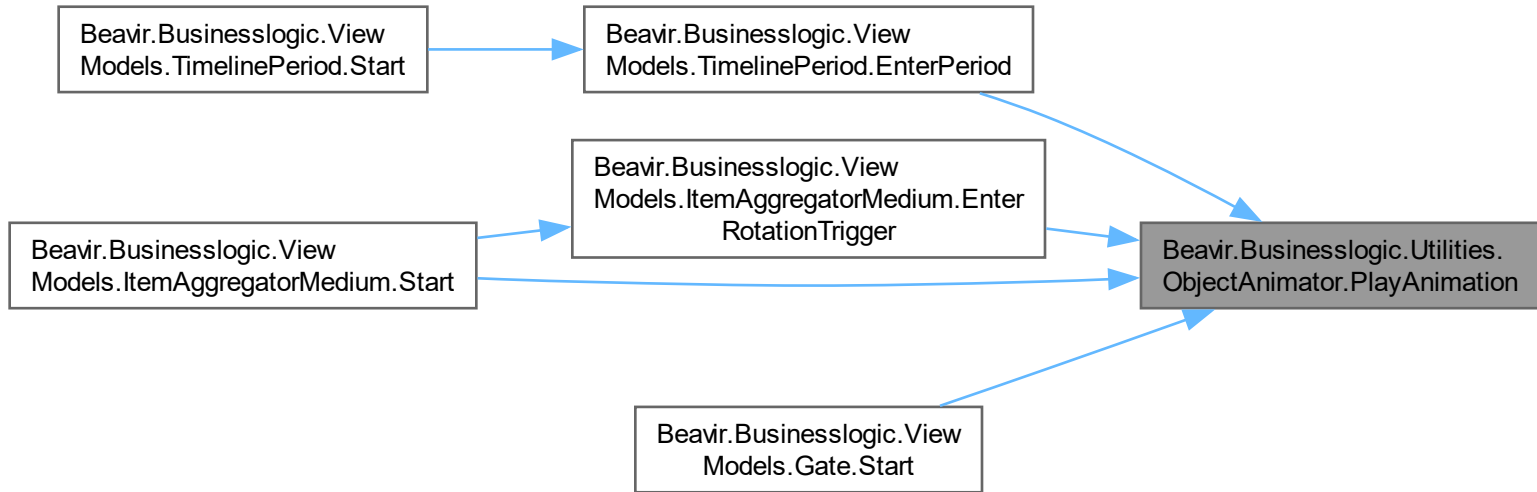 Beavir.Businesslogic.View
Models.TimelinePeriod.Start
Beavir.Businesslogic.View
Models.TimelinePeriod.EnterPeriod
Beavir.Businesslogic.View
Models.ItemAggregatorMedium.Enter
RotationTrigger
Beavir.Businesslogic.View
Models.ItemAggregatorMedium.Start
Beavir.Businesslogic.Utilities.
ObjectAnimator.PlayAnimation
Beavir.Businesslogic.View
Models.Gate.Start